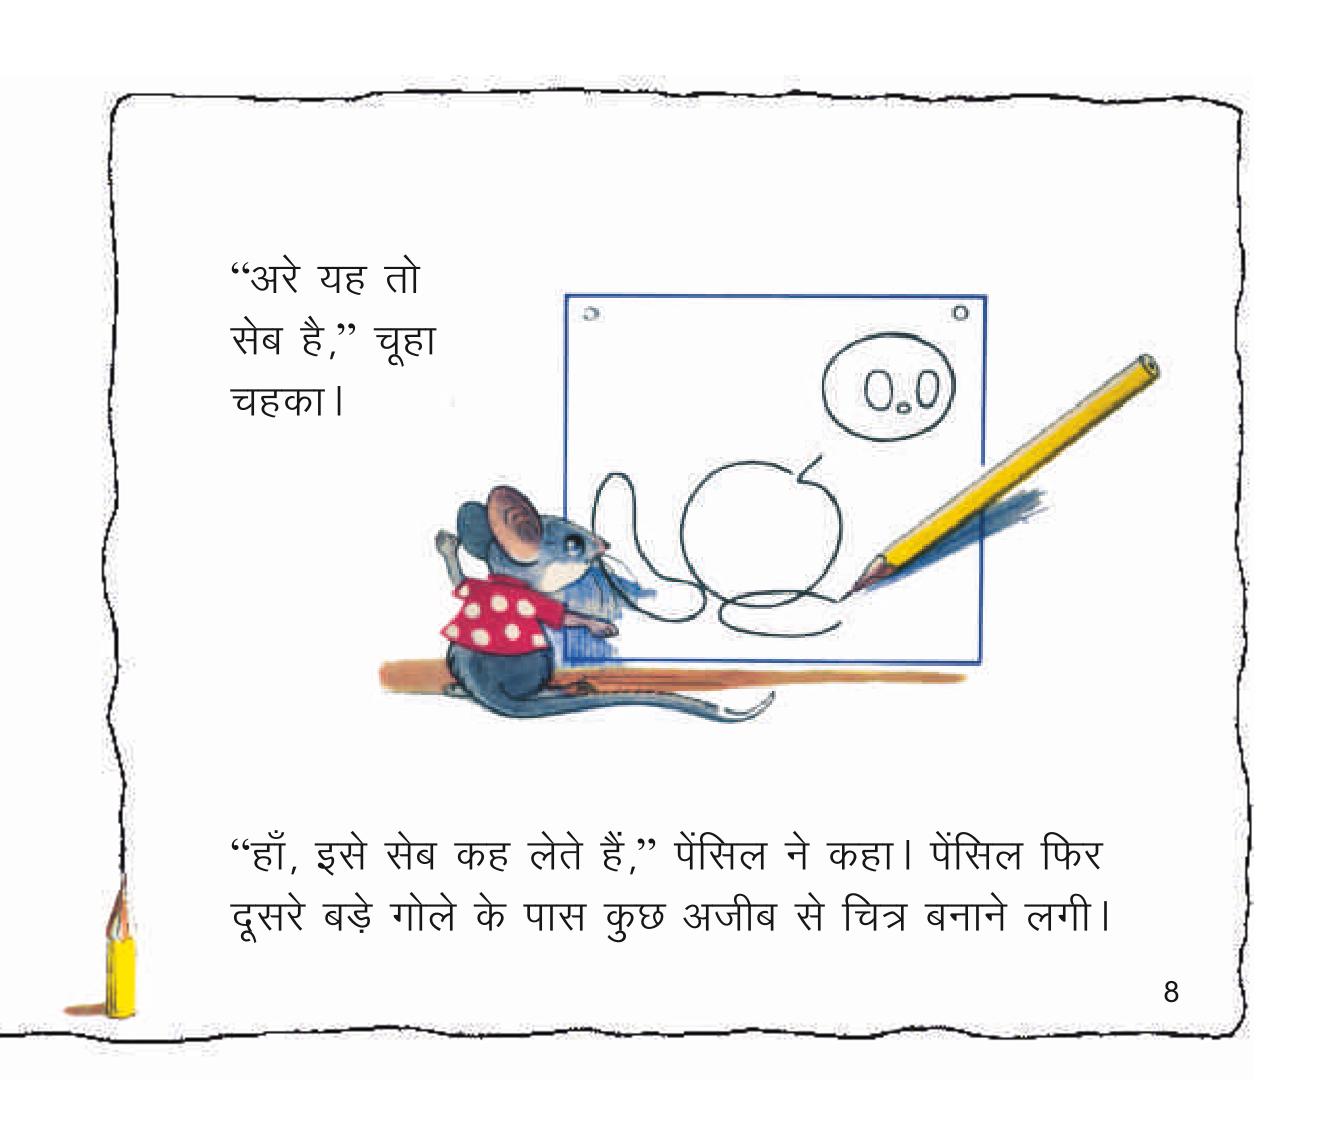 “अरे यह तो
सेब है,” चूहा
चहका।
“हाँ, इसे सेब कह लेते हैं,” पेंसिल ने कहा। पेंसिल फिर
दूसरे बड़े गोले के पास कुछ अजीब से चित्र बनाने लगी।
8